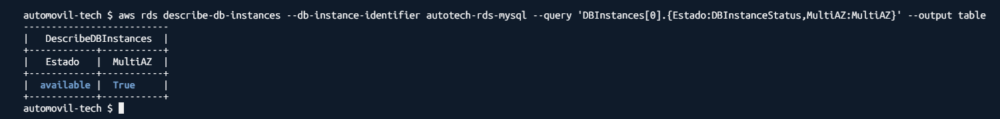 automovil-tech $ aws rds describe-db-instances --db-instance-identifier autotech-rds-mysql --query 'DBInstances[0].{Estado:DBInstanceStatus,MultiAZ:MultiAZ}' --output table
--------------------------
|   DescribeDBInstances  |
+------------+-----------+
|   Estado   |  MultiAZ  |
+------------+-----------+
|  available |  True     |
+------------+-----------+
automovil-tech $